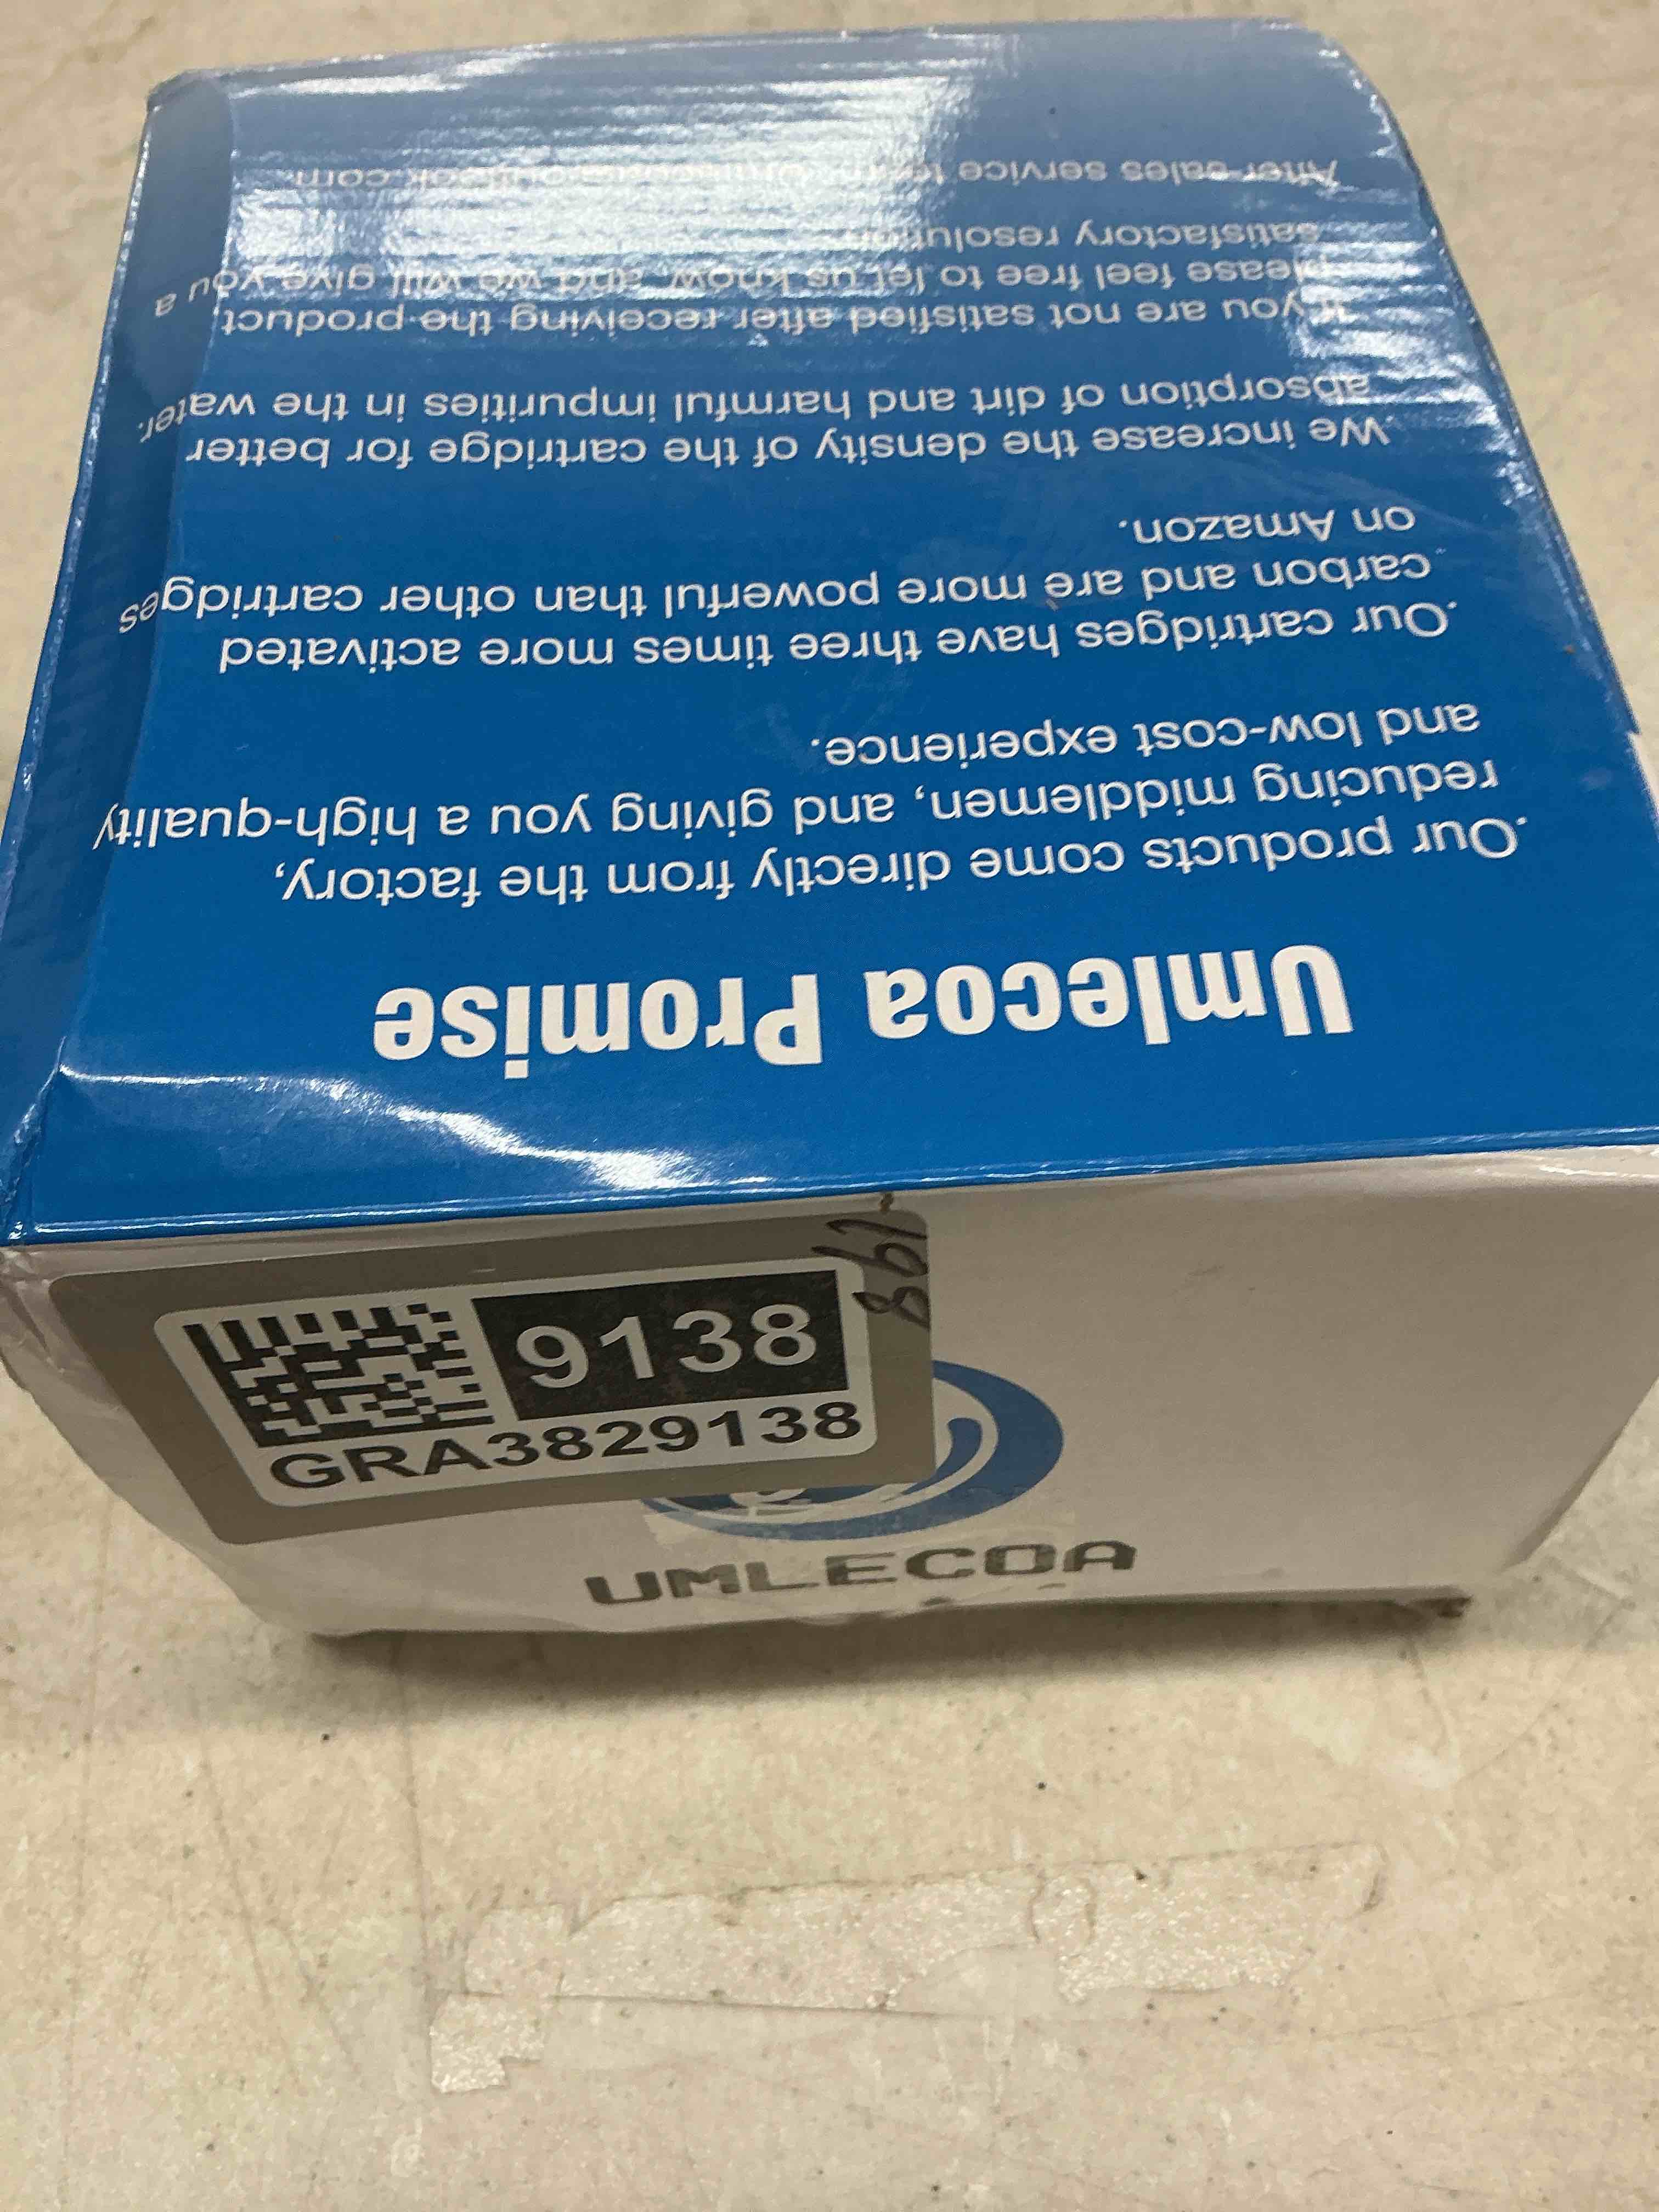 Umlecoa Promise
.Our products come directly from the factory,
reducing middlemen, and giving you a high-quality
and low-cost experience.
.Our cartridges have three times more activated
carbon and are more powerful than other cartridges
on Amazon.
.We increase the density of the cartridge for better
absorption of dirt and harmful impurities in the water.
If you are not satisfied after receiving the product,
please feel free to let us know, and we will give you a
satisfactory resolution.
After-sales service
9138
GRA3829138
UMLECOA